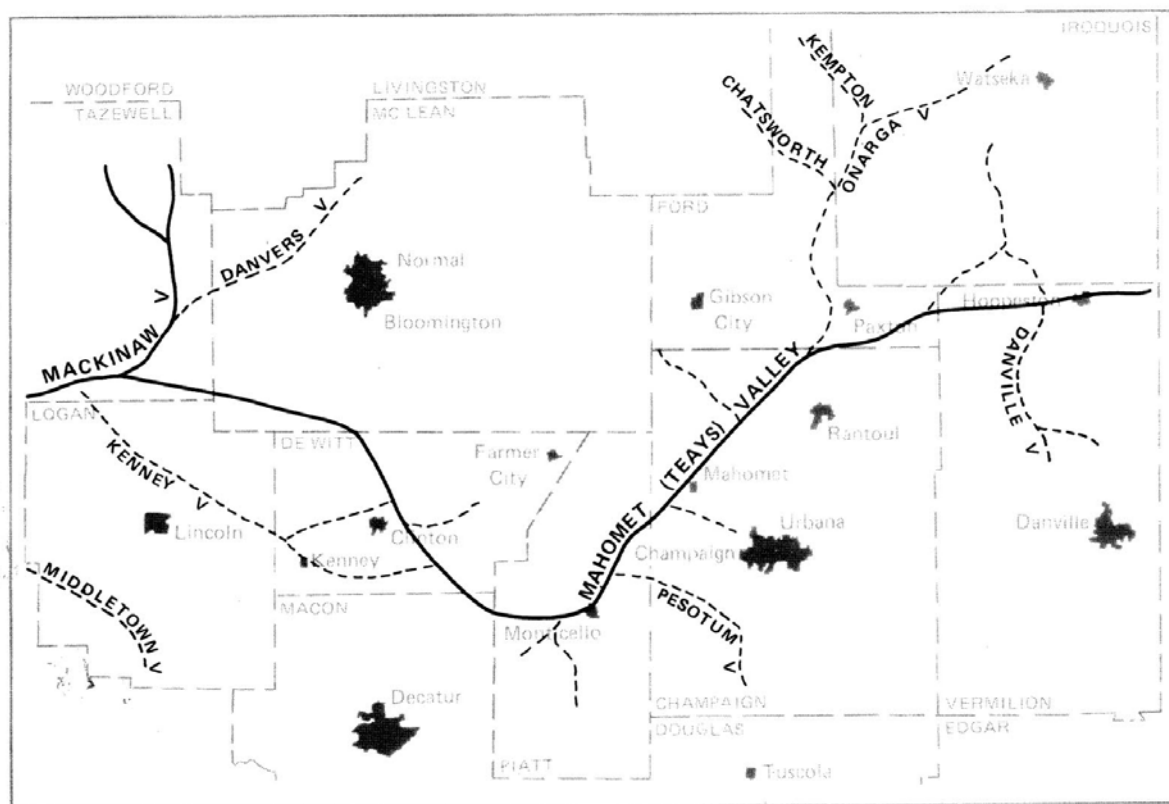 IROQUOIS
KEMPTON
Watseka
WOODFORD
LIVINGSTON
TAZEWELL
MC LEAN
CHATSWORTH
ONARGA V
FORD
DANVERS V
Normal
Bloomington
Gibson
City
Paxton
Hoopeston
V
MACKINAW
DANVILLE V
LOGAN
DE WITT
KENNEY V
Farmer
City
MAHOMET (TEAYS) VALLEY
Rantoul
Mahomet
Lincoln
Clinton
Urbana
Champaign
Danville
Kenney
MIDDLETOWN V
MACON
Monticello
PESOTUM V
Decatur
CHAMPAIGN
VERMILION
DOUGLAS
EDGAR
PIATT
Tuscola